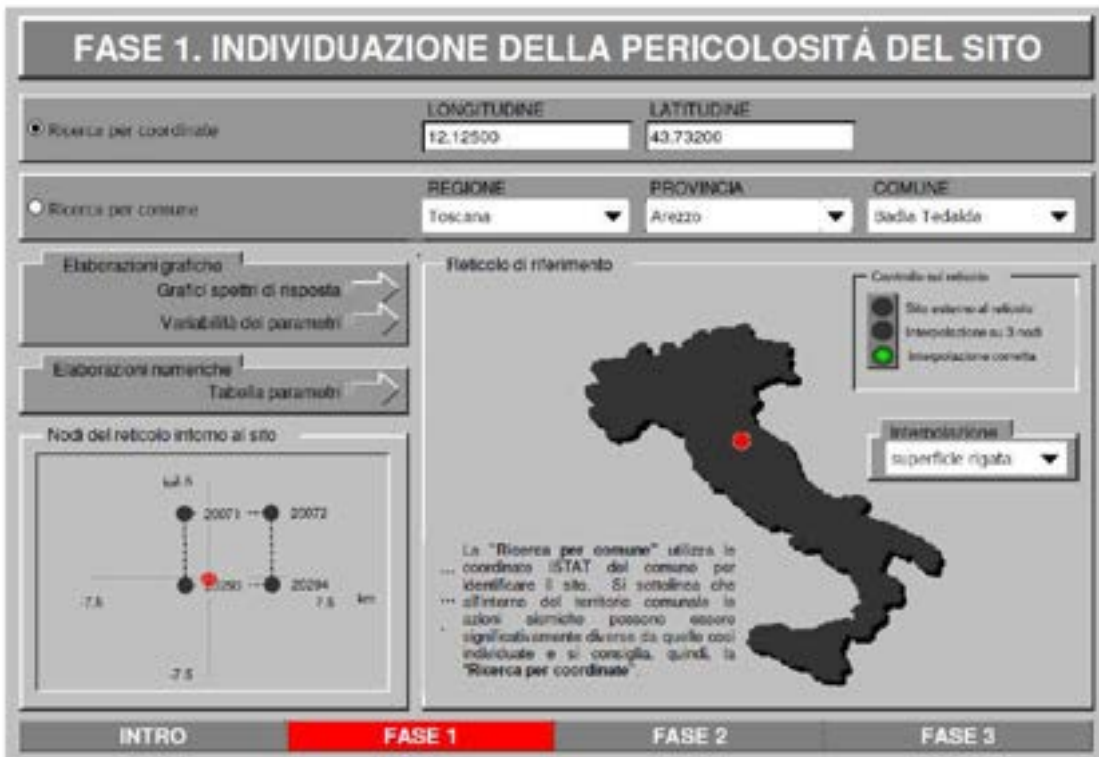 FASE 1. INDIVIDUAZIONE DELLA PERICOLOSITÁ DEL SITO
Ricerca per coordinate
LONGITUDINE
LATITUDINE
12.12500
43.73200
Ricerca per comune
REGIONE
PROVINCIA
COMUNE
Toscana
Arezzo
Badia Tedalda
Elaborazioni grafiche
Grafici spettri di risposta
Variabilità dei parametri
Elaborazioni numeriche
Tabella parametri
Nodi del reticolo intorno al sito
20071
20072
20293
20294
-7.5
7.5
km
-7.5
Reticolo di riferimento
Controllo sul reticolo
Sito esterno al reticolo
Interpolazione su 3 nodi
Interpolazione corretta
Interpolazione
superficie rigata
La "Ricerca per comune" utilizza le
coordinate ISTAT del comune per
identificare il sito. Si sottolinea che
all'interno del territorio comunale le
azioni sismiche possono essere
significativamente diverse da quelle così
individuate e si consiglia, quindi, la
"Ricerca per coordinate".
INTRO
FASE 1
FASE 2
FASE 3